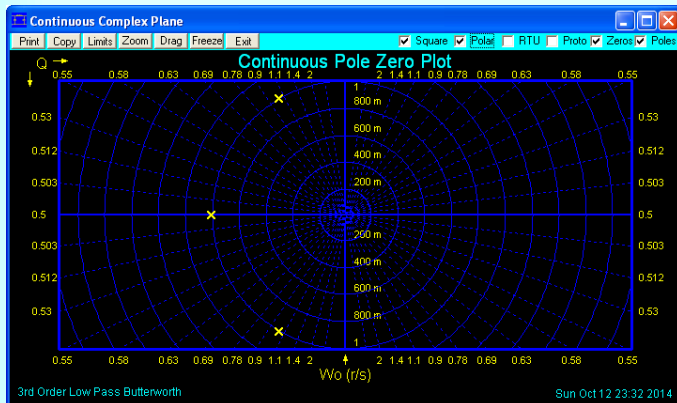 Continuous Complex Plane
Print Copy Limits Zoom Drag Freeze Exit Square Polar RTU Proto Zeros Poles
Continuous Pole Zero Plot
Q
0.55 0.58 0.63 0.69 0.78 0.9 1.1 1.4 2 2 1.4 1.1 0.9 0.78 0.69 0.63 0.58 0.55
1
800 m
0.53 0.53
600 m
0.512 400 m 0.512
0.503 200 m 0.503
0.5 0.5
200 m
0.503 0.503
400 m
0.512 0.512
600 m
0.53 800 m 0.53
1
0.55 0.58 0.63 0.69 0.78 0.9 1.1 1.4 2 2 1.4 1.1 0.9 0.78 0.69 0.63 0.58 0.55
Wo (r/s)
3rd Order Low Pass Butterworth Sun Oct 12 23:32 2014